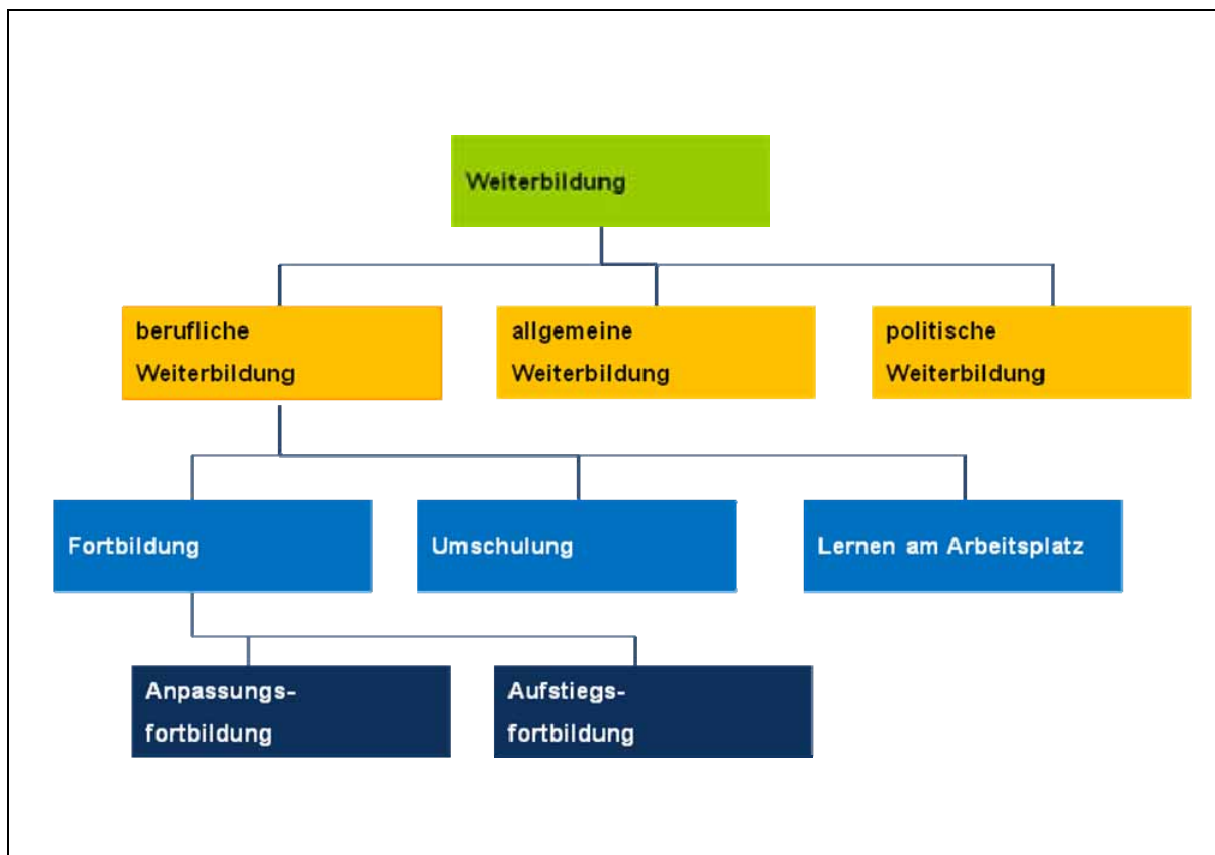 Weiterbildung
berufliche
Weiterbildung
allgemeine
Weiterbildung
politische
Weiterbildung
Fortbildung
Umschulung
Lernen am Arbeitsplatz
Anpassungs-
fortbildung
Aufstiegs-
fortbildung